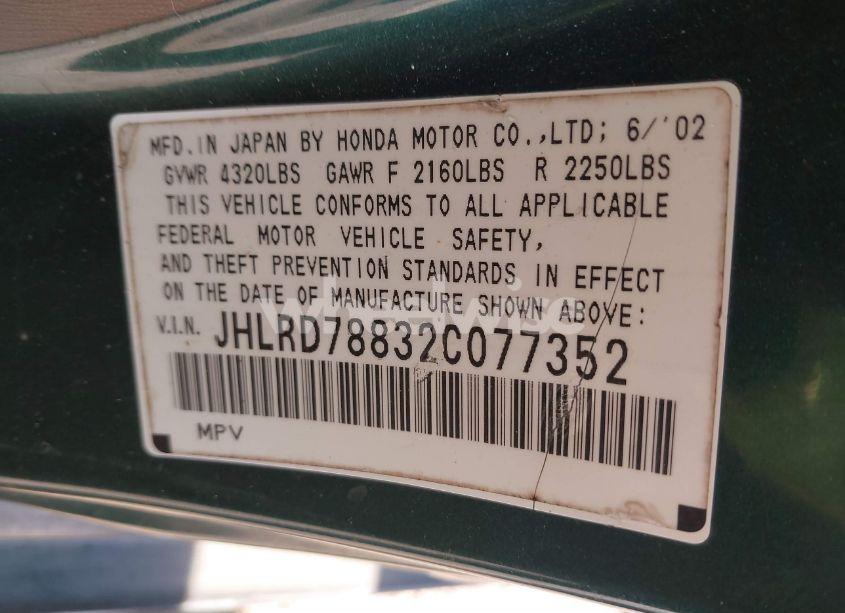 MFD. IN JAPAN BY HONDA MOTOR CO.,LTD; 6/'02
GVWR 4320LBS GAWR F 2160LBS R 2250LBS
THIS VEHICLE CONFORMS TO ALL APPLICABLE
FEDERAL MOTOR VEHICLE SAFETY,
AND THEFT PREVENTION STANDARDS IN EFFECT
ON THE DATE OF MANUFACTURE SHOWN ABOVE:
wheelwise
V.I.N. JHLRD78832C077352
MPV